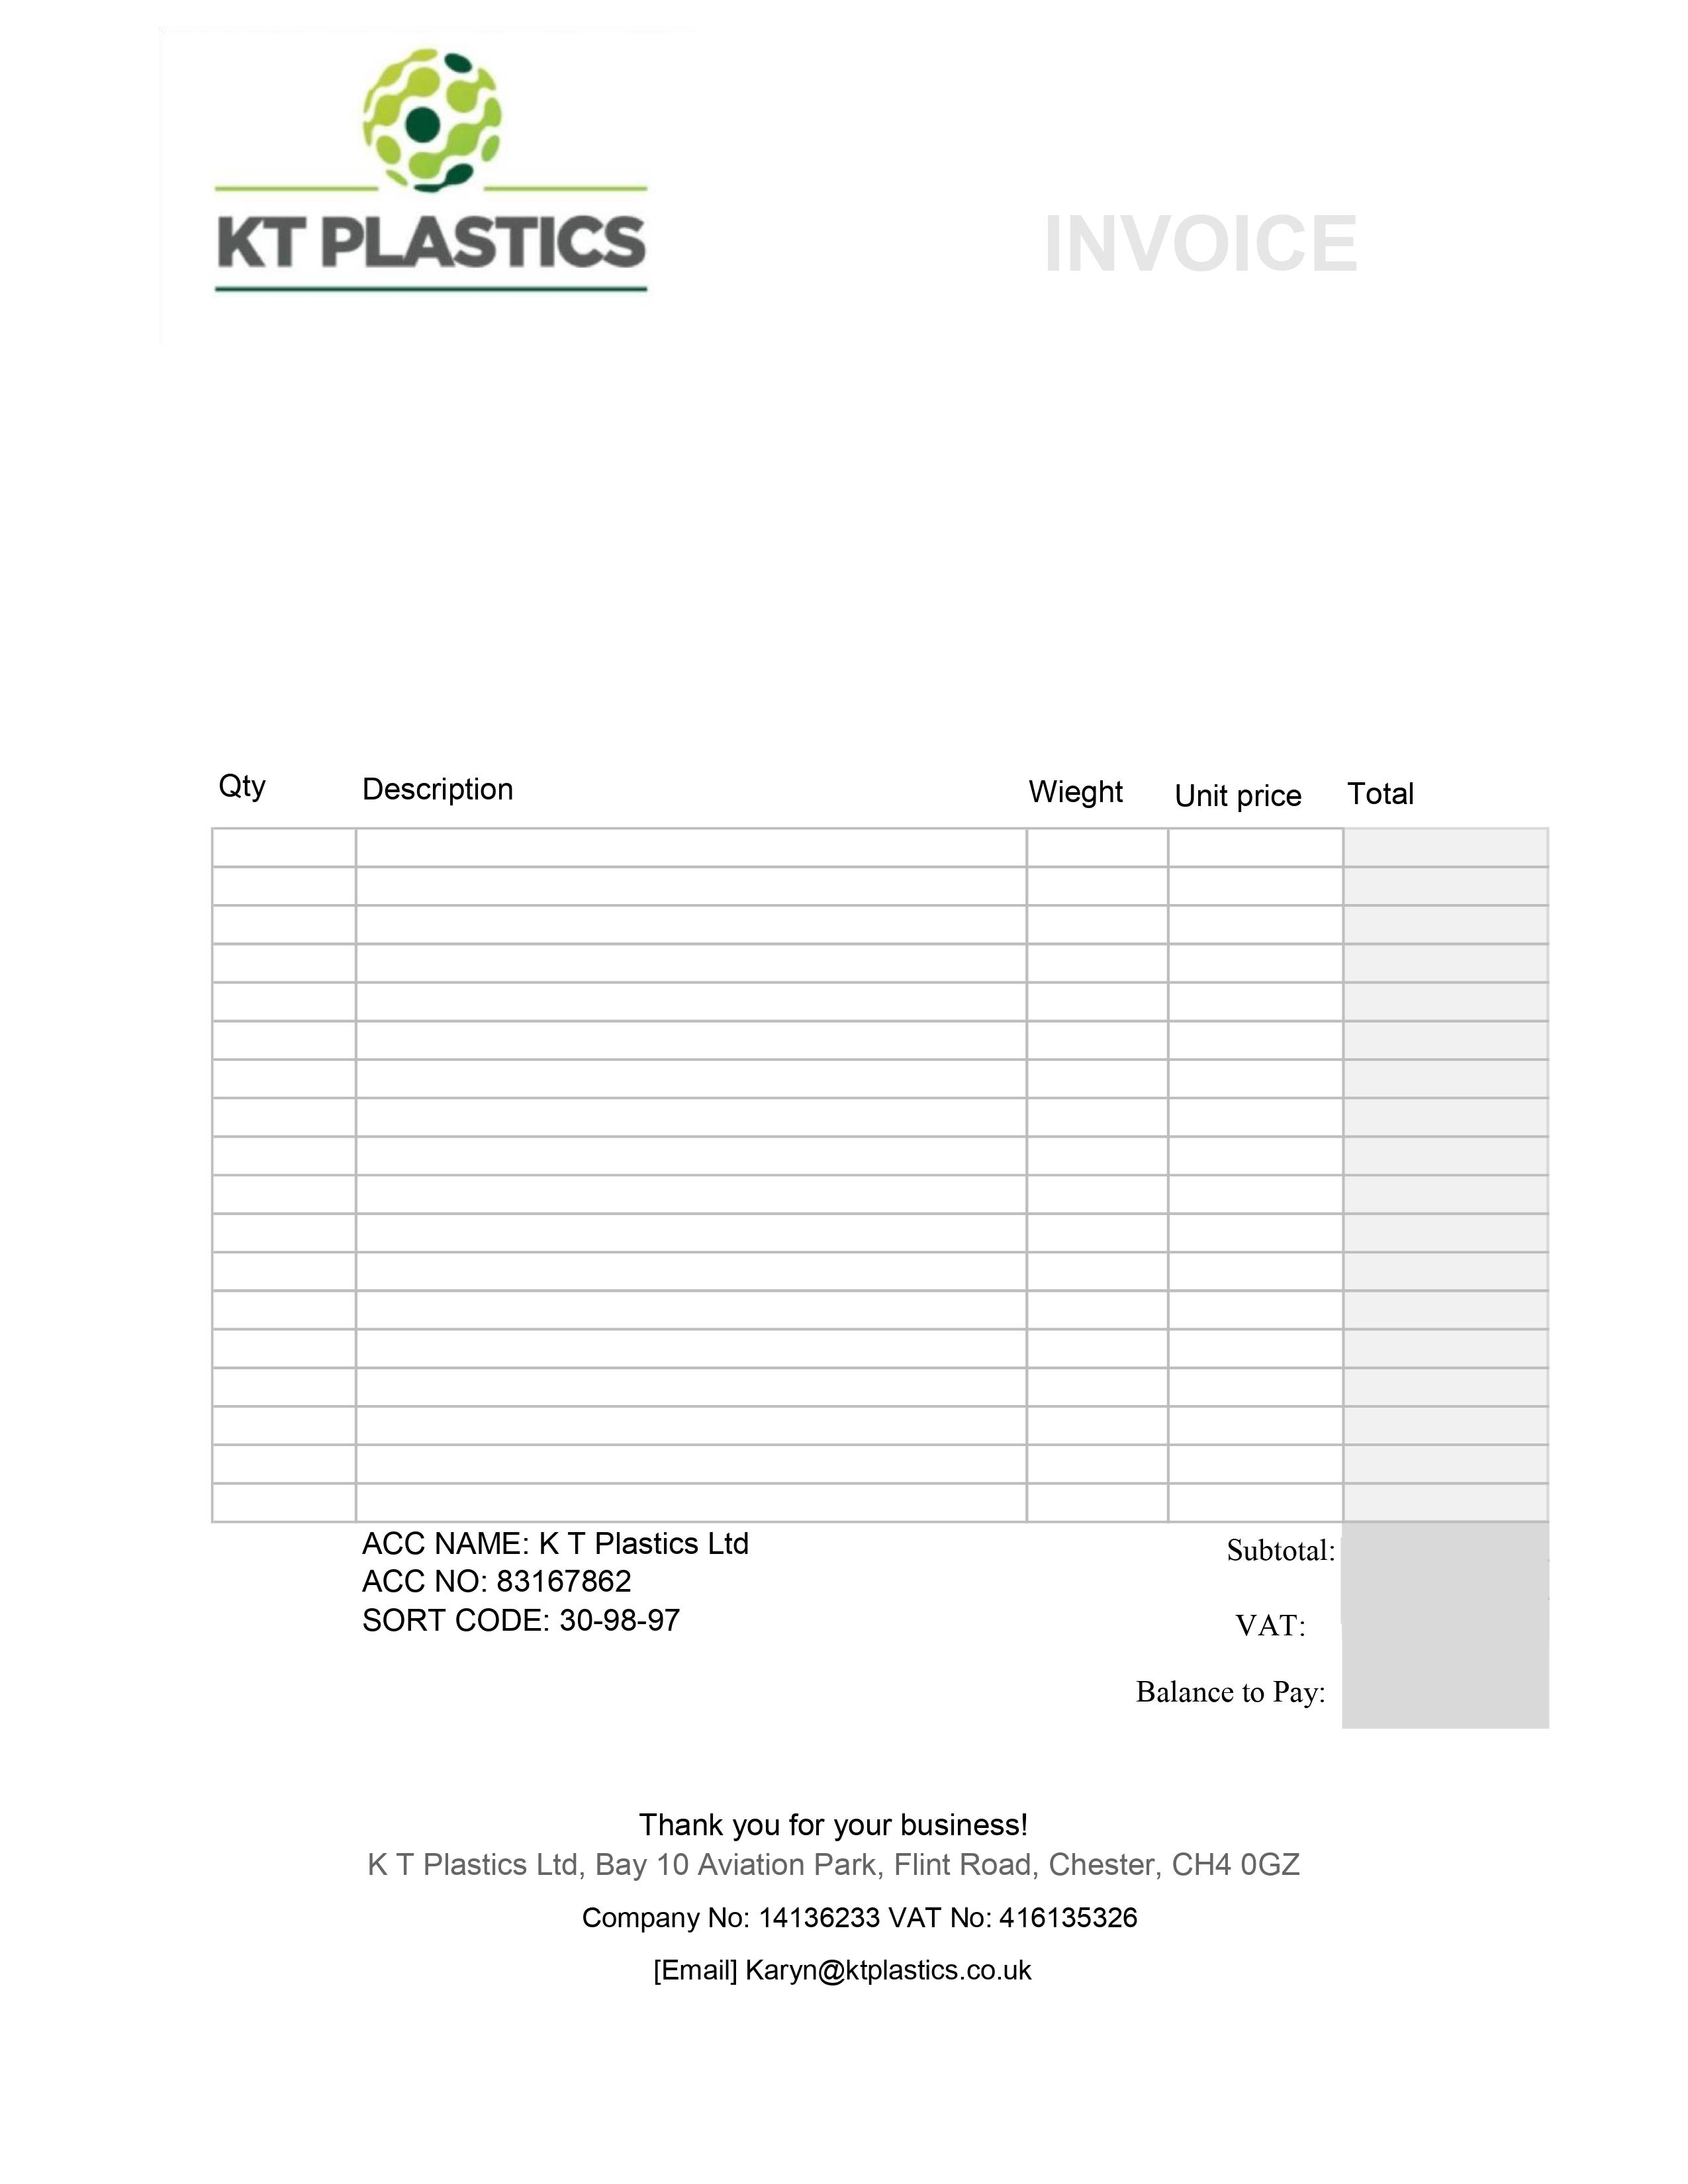 KT PLASTICS
INVOICE
Qty Description Wieght Unit price Total
ACC NAME: K T Plastics Ltd
Subtotal:
ACC NO: 83167862
SORT CODE: 30-98-97
VAT:
Balance to Pay:
Thank you for your business!
K T Plastics Ltd, Bay 10 Aviation Park, Flint Road, Chester, CH4 0GZ
Company No: 14136233 VAT No: 416135326
[Email] Karyn@ktplastics.co.uk